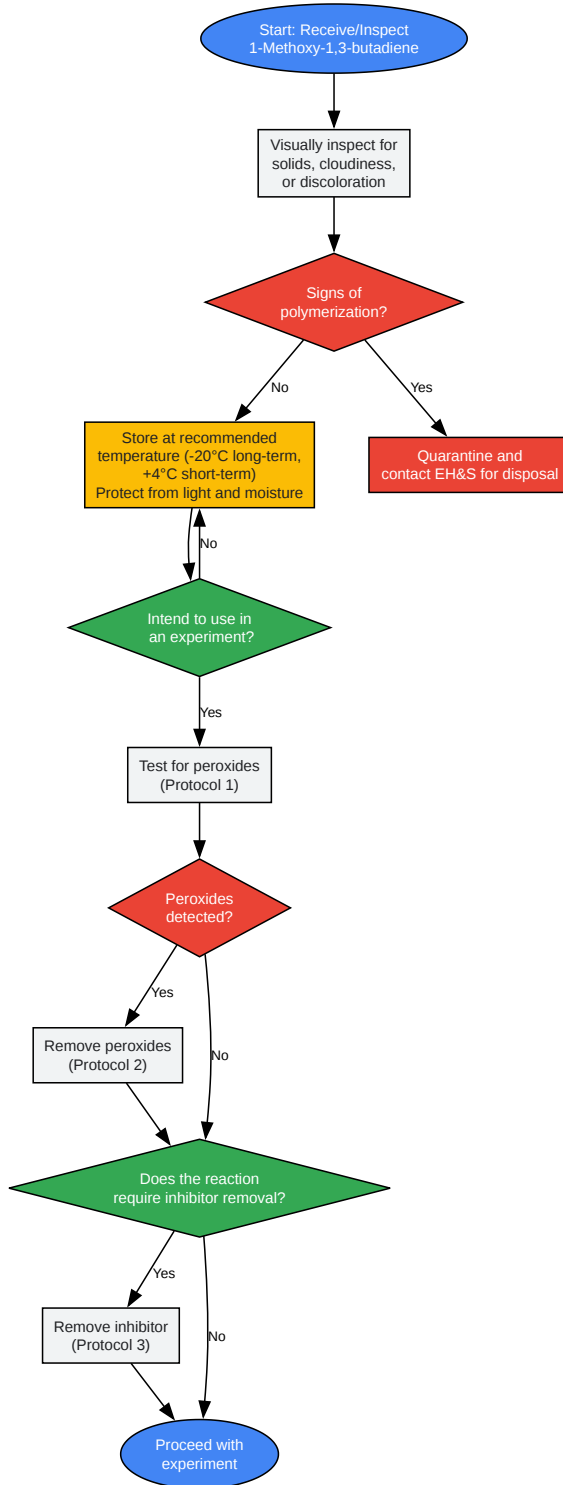 Start: Receive/Inspect
1-Methoxy-1,3-butadiene
Visually inspect for
solids, cloudiness,
or discoloration
Signs of
polymerization?
No
Yes
Store at recommended
temperature (-20°C long-term,
+4°C short-term)
Protect from light and moisture
Quarantine and
contact EH&S for disposal
No
Intend to use in
an experiment?
Yes
Test for peroxides
(Protocol 1)
Peroxides
detected?
Yes
Remove peroxides
(Protocol 2)
No
Does the reaction
require inhibitor removal?
Yes
Remove inhibitor
(Protocol 3)
No
Proceed with
experiment